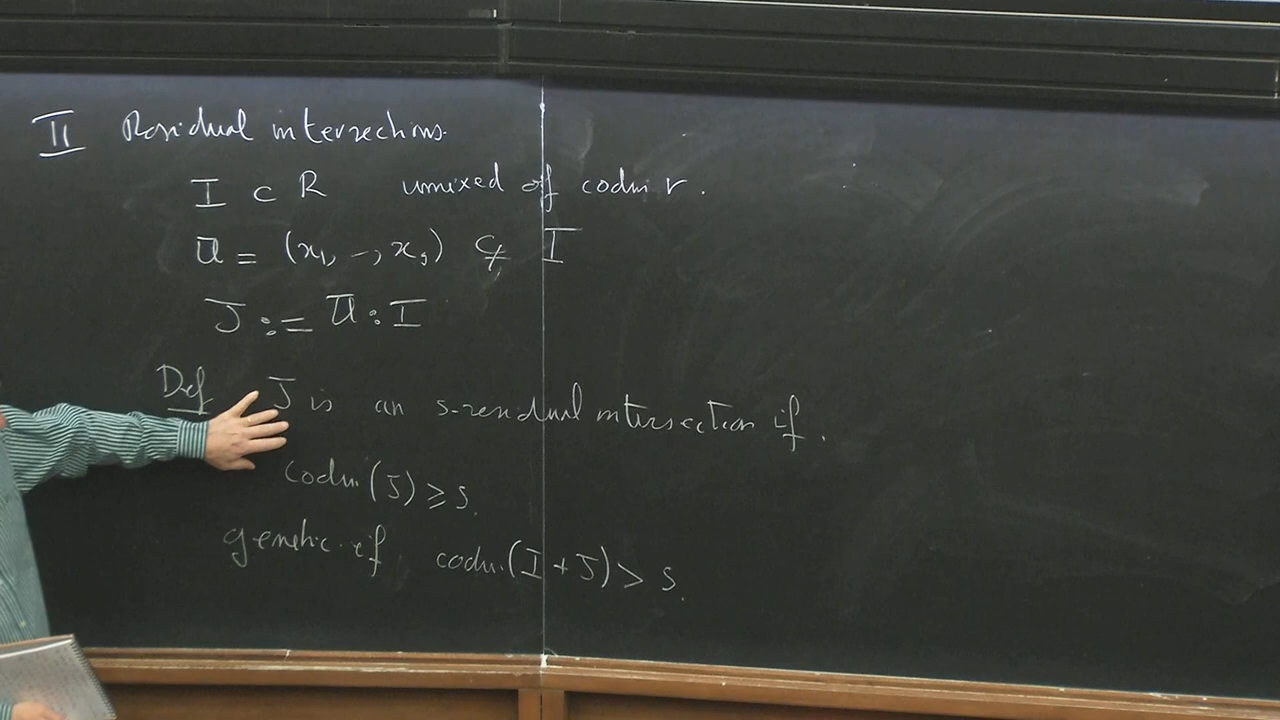 II Residual intersections.
I ⊂ R unmixed of codim r.
𝔄 = (x₁, -, xₛ) ⊊ I
J := 𝔄 : I
Def J is an s-residual intersection if.
codim (J) ≥ s.
generic if codim. (I + J) > s.